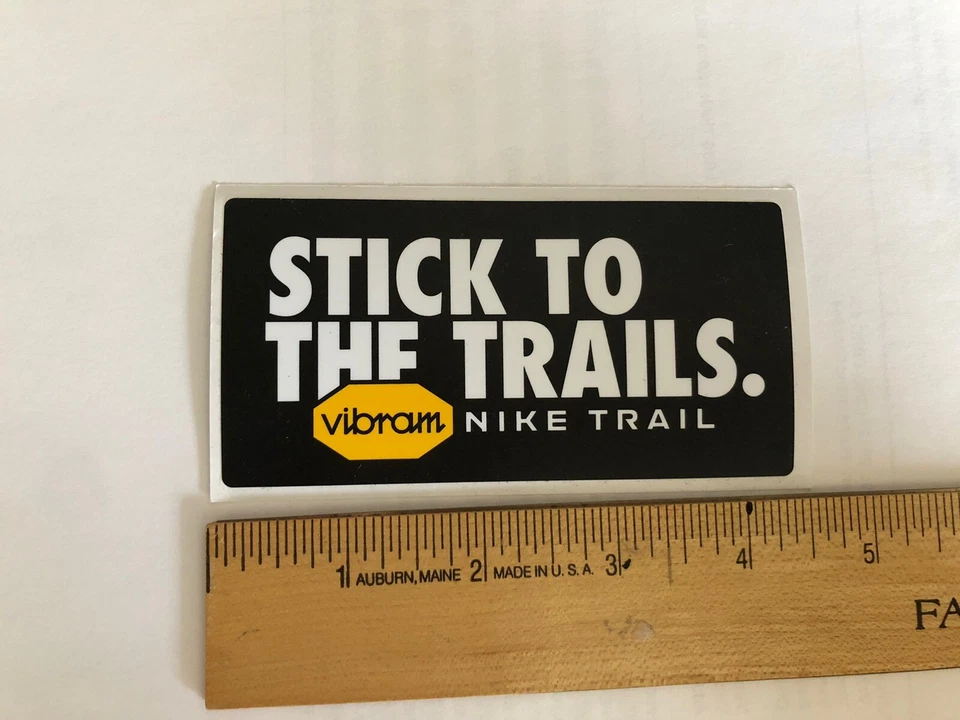 STICK TO
THE TRAILS.
vibram NIKE TRAIL
1 AUBURN, MAINE 2 MADE IN U.S.A. 3 4 5
FA